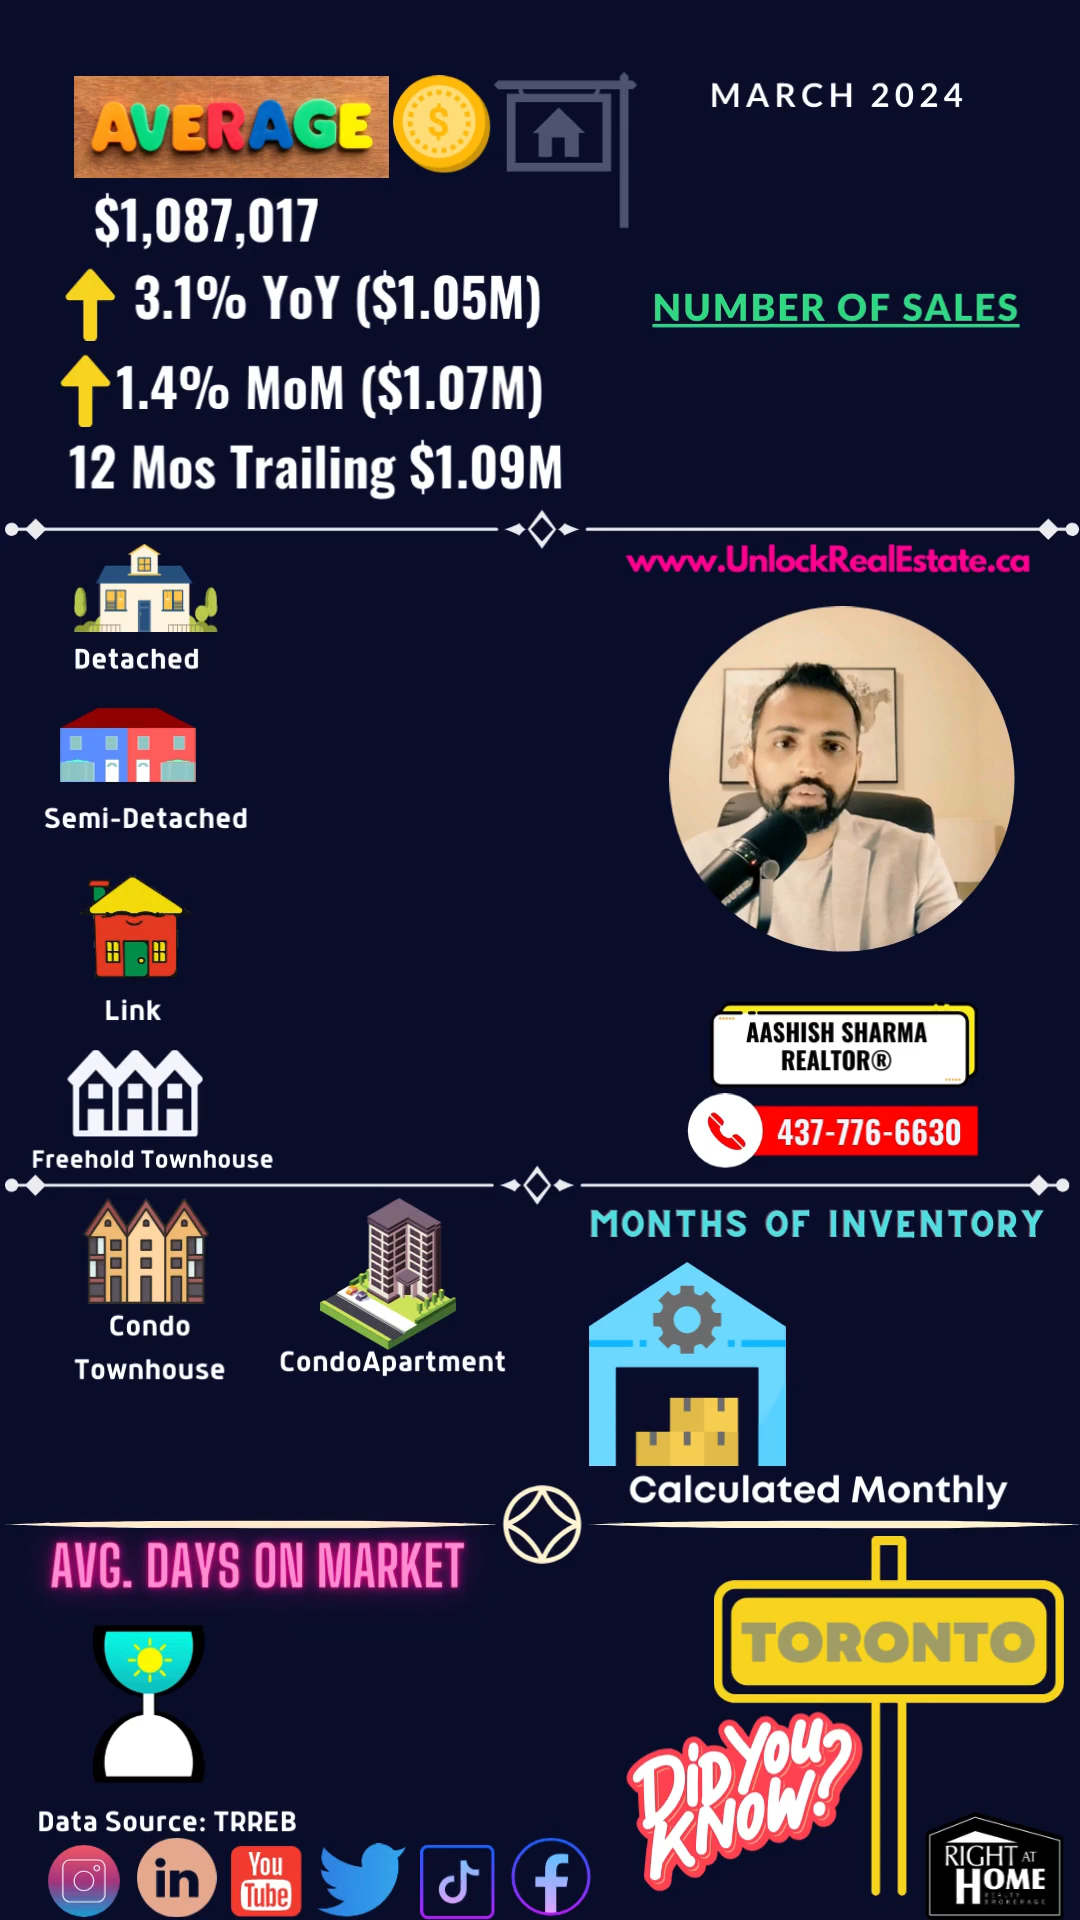 AVERAGE
$
MARCH 2024
$1,087,017
3.1% YoY ($1.05M)
NUMBER OF SALES
1.4% MoM ($1.07M)
12 Mos Trailing $1.09M
www.UnlockRealEstate.ca
Detached
Semi-Detached
Link
AASHISH SHARMA
REALTOR®
437-776-6630
Freehold Townhouse
MONTHS OF INVENTORY
Condo
Townhouse
CondoApartment
Calculated Monthly
AVG. DAYS ON MARKET
TORONTO
DiD YOU
KNOW?
Data Source: TRREB
in
You
Tube
f
RIGHT AT
HOME
REALTY
BROKERAGE